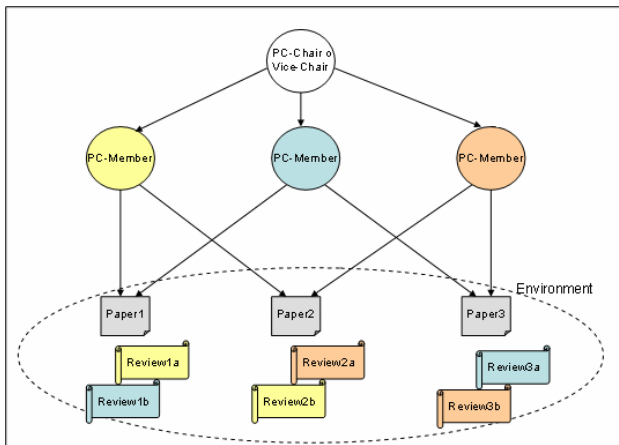 PC-Chair o
Vice-Chair
PC-Member
PC-Member
PC-Member
Environment
Paper1
Paper2
Paper3
Review1a
Review2a
Review3a
Review1b
Review2b
Review3b